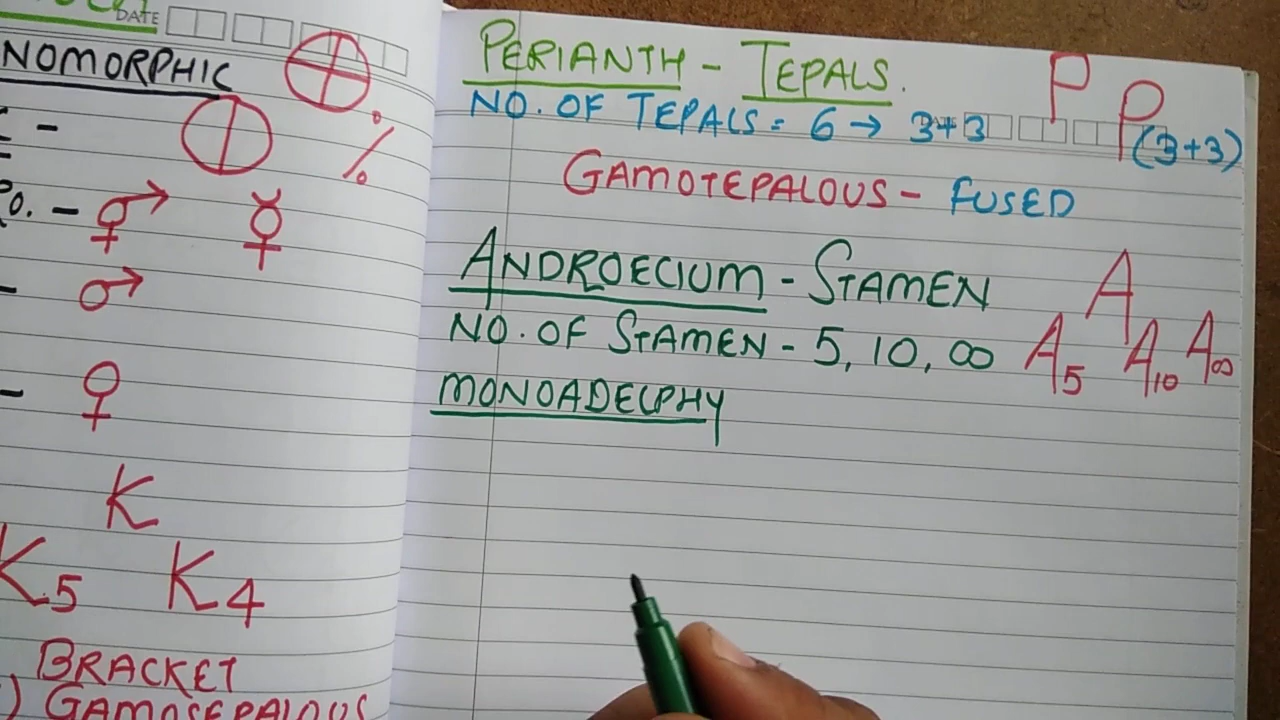 DATE
NOMORPHIC
⊕
%
O. - ⚥
- ♂
- ♀
K
K5 K4
BRACKET
) GAMOSEPALOUS
PERIANTH - TEPALS.
NO. OF TEPALS = 6 → 3+3
P P(3+3)
GAMOTEPALOUS - FUSED
ANDROECIUM - STAMEN
A
NO. OF STAMEN - 5, 10, ∞ A5 A10 A∞
MONOADELPHY